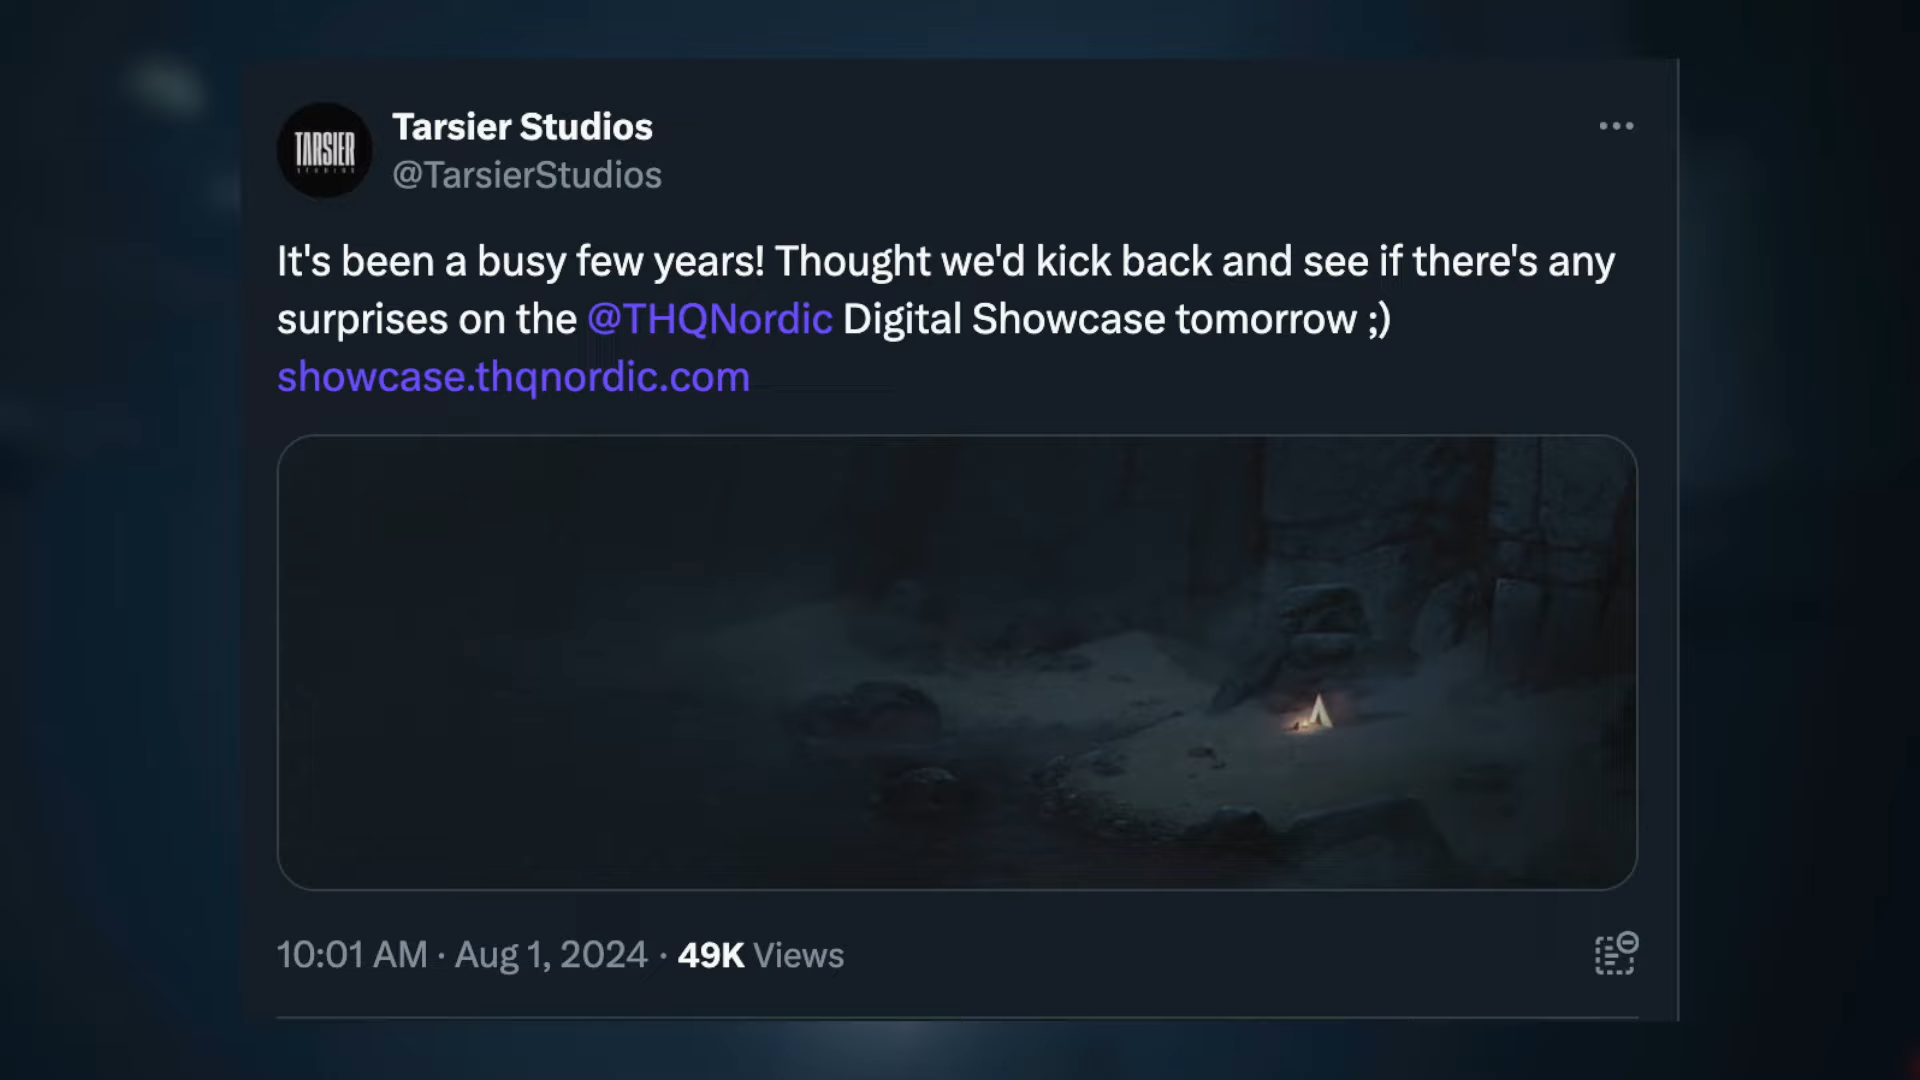 TARSIER
STUDIOS
Tarsier Studios
@TarsierStudios
It's been a busy few years! Thought we'd kick back and see if there's any
surprises on the @THQNordic Digital Showcase tomorrow ;)
showcase.thqnordic.com
10:01 AM · Aug 1, 2024 · 49K Views